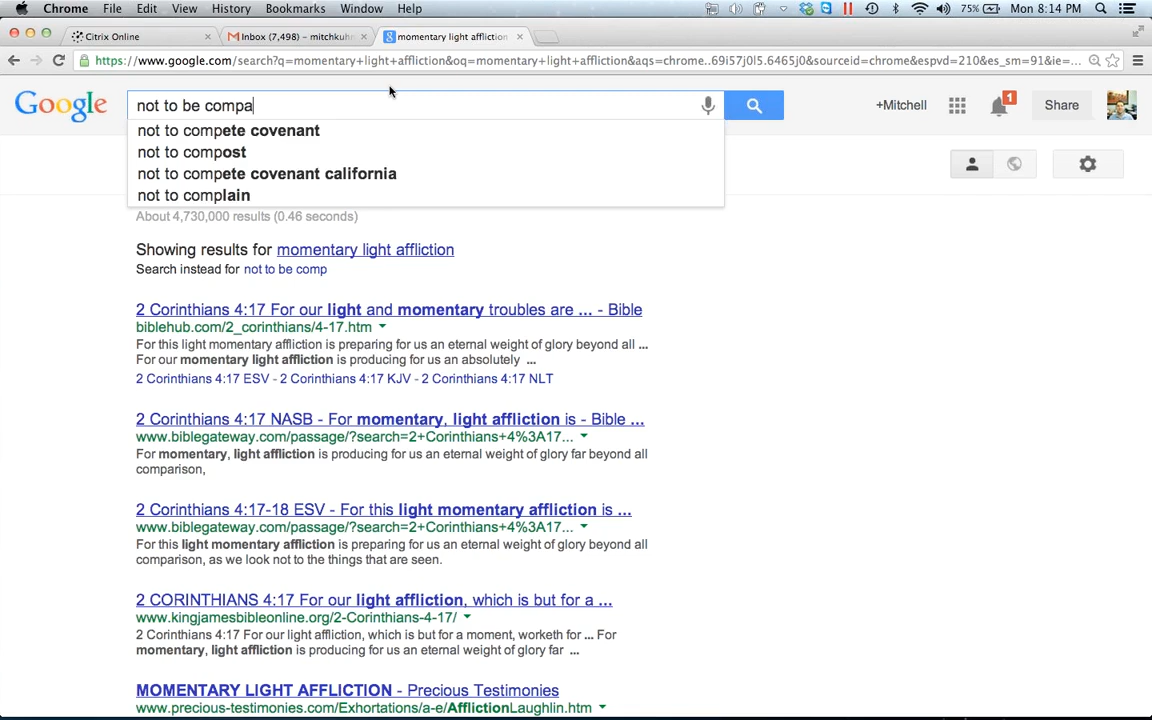 Chrome File Edit View History Bookmarks Window Help 75% Mon 8:14 PM
Citrix Online × Inbox (7,498) – mitchkuhn × momentary light affliction ×
https://www.google.com/search?q=momentary+light+affliction&oq=momentary+light+affliction&aqs=chrome..69i57j0l5.6465j0&sourceid=chrome&espvd=210&es_sm=91&ie=...
Google not to be compa +Mitchell 1 Share
not to compete covenant
not to compost
not to compete covenant california
not to complain
About 4,730,000 results (0.46 seconds)
Showing results for momentary light affliction
Search instead for not to be comp
2 Corinthians 4:17 For our light and momentary troubles are ... - Bible
biblehub.com/2_corinthians/4-17.htm
For this light momentary affliction is preparing for us an eternal weight of glory beyond all ...
For our momentary light affliction is producing for us an absolutely ...
2 Corinthians 4:17 ESV - 2 Corinthians 4:17 KJV - 2 Corinthians 4:17 NLT
2 Corinthians 4:17 NASB - For momentary, light affliction is - Bible ...
www.biblegateway.com/passage/?search=2+Corinthians+4%3A17...
For momentary, light affliction is producing for us an eternal weight of glory far beyond all
comparison,
2 Corinthians 4:17-18 ESV - For this light momentary affliction is ...
www.biblegateway.com/passage/?search=2+Corinthians+4%3A17...
For this light momentary affliction is preparing for us an eternal weight of glory beyond all
comparison, as we look not to the things that are seen.
2 CORINTHIANS 4:17 For our light affliction, which is but for a ...
www.kingjamesbibleonline.org/2-Corinthians-4-17/
2 Corinthians 4:17 For our light affliction, which is but for a moment, worketh for ... For
momentary, light affliction is producing for us an eternal weight of glory far ...
MOMENTARY LIGHT AFFLICTION - Precious Testimonies
www.precious-testimonies.com/Exhortations/a-e/AfflictionLaughlin.htm